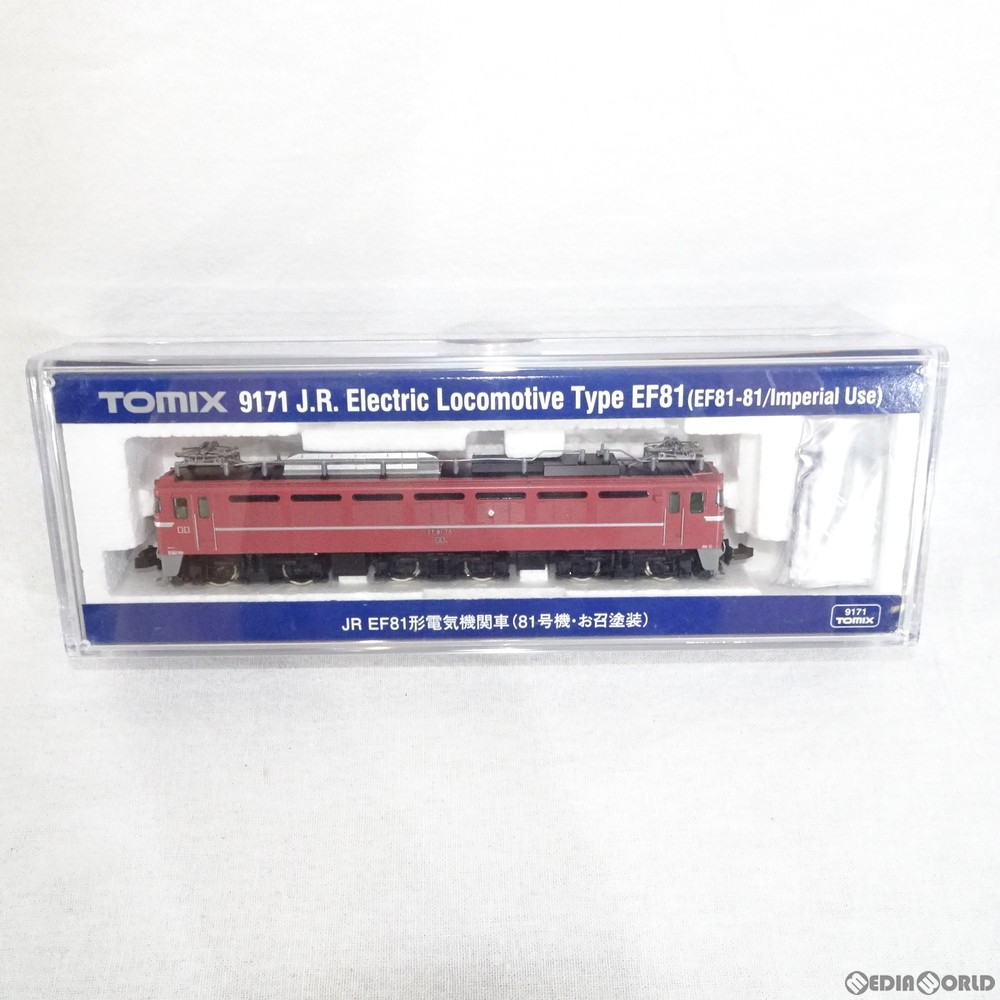 TOMIX 9171 J.R. Electric Locomotive Type EF81 (EF81-81/Imperial Use)
JR EF81形電気機関車(81号機・お召塗装)
9171
TOMIX
MEDIAWORLD